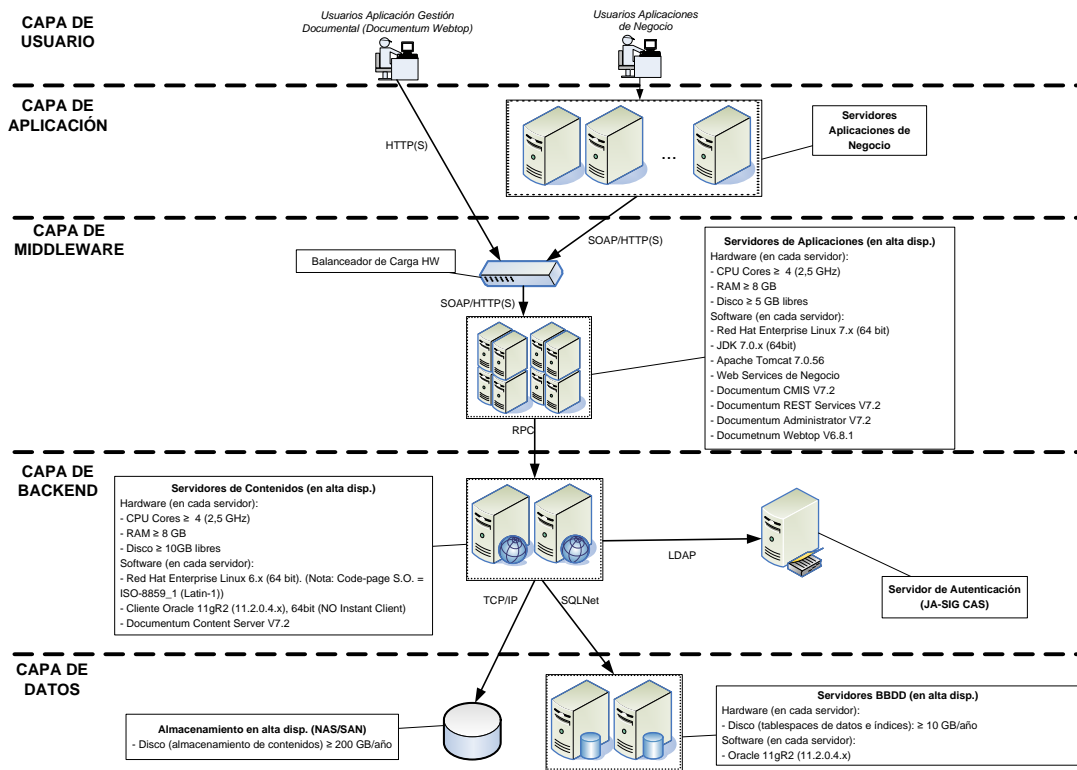 CAPA DE
USUARIO
Usuarios Aplicación Gestión
Documental (Documentum Webtop)
Usuarios Aplicaciones
de Negocio
CAPA DE
APLICACIÓN
HTTP(S)
...
Servidores
Aplicaciones de
Negocio
CAPA DE
MIDDLEWARE
SOAP/HTTP(S)
Balanceador de Carga HW
SOAP/HTTP(S)
RPC
Servidores de Aplicaciones (en alta disp.)
Hardware (en cada servidor):
- CPU Cores ≥ 4 (2,5 GHz)
- RAM ≥ 8 GB
- Disco ≥ 5 GB libres
Software (en cada servidor):
- Red Hat Enterprise Linux 7.x (64 bit)
- JDK 7.0.x (64bit)
- Apache Tomcat 7.0.56
- Web Services de Negocio
- Documentum CMIS V7.2
- Documentum REST Services V7.2
- Documentum Administrator V7.2
- Documetnum Webtop V6.8.1
CAPA DE
BACKEND
Servidores de Contenidos (en alta disp.)
Hardware (en cada servidor):
- CPU Cores ≥ 4 (2,5 GHz)
- RAM ≥ 8 GB
- Disco ≥ 10GB libres
Software (en cada servidor):
- Red Hat Enterprise Linux 6.x (64 bit). (Nota: Code-page S.O. =
ISO-8859_1 (Latin-1))
- Cliente Oracle 11gR2 (11.2.0.4.x), 64bit (NO Instant Client)
- Documentum Content Server V7.2
LDAP
Servidor de Autenticación
(JA-SIG CAS)
TCP/IP
SQLNet
CAPA DE
DATOS
Almacenamiento en alta disp. (NAS/SAN)
- Disco (almacenamiento de contenidos) ≥ 200 GB/año
Servidores BBDD (en alta disp.)
Hardware (en cada servidor):
- Disco (tablespaces de datos e índices): ≥ 10 GB/año
Software (en cada servidor):
- Oracle 11gR2 (11.2.0.4.x)